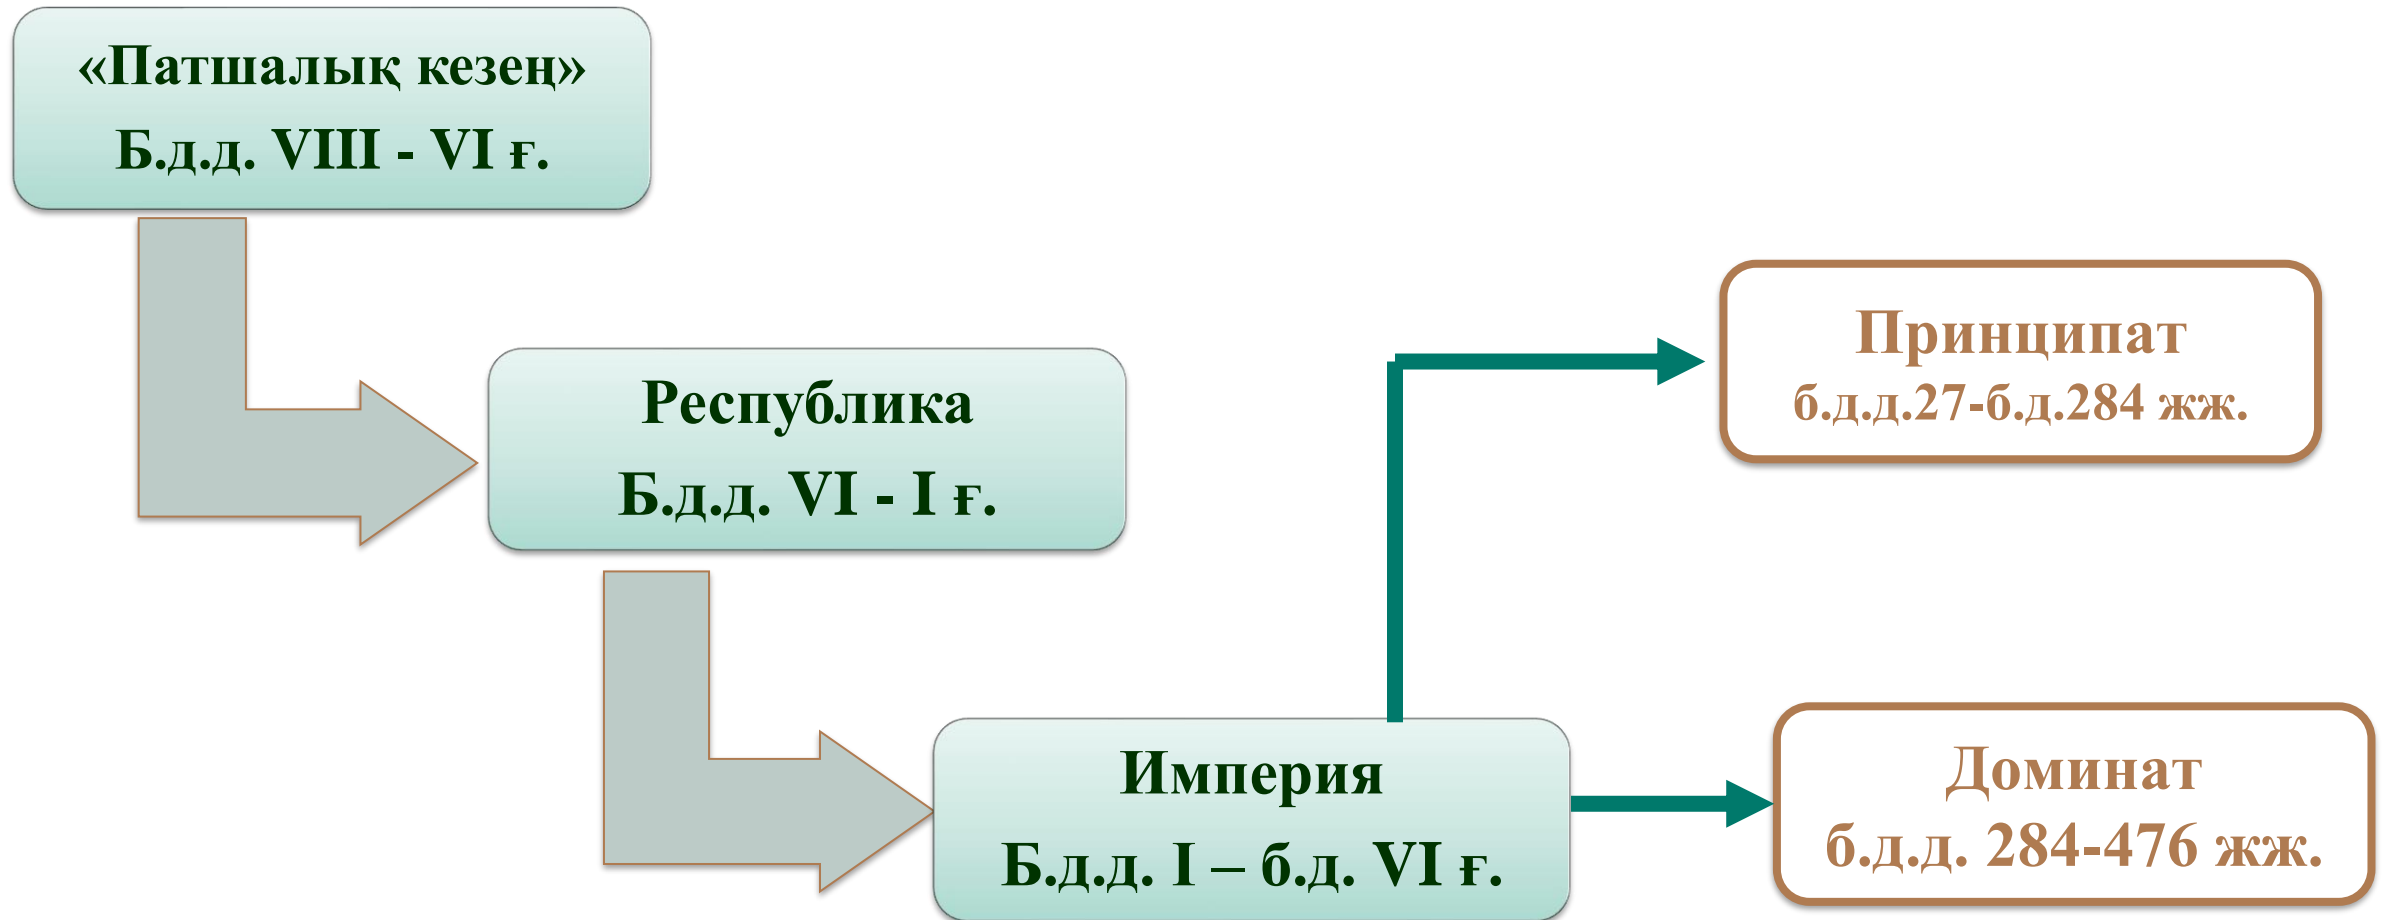 «Патшалық кезең»
Б.д.д. VIII - VI ғ.
Республика
Б.д.д. VI - I ғ.
Принципат
б.д.д.27-б.д.284 жж.
Империя
Б.д.д. I – б.д. VI ғ.
Доминат
б.д.д. 284-476 жж.